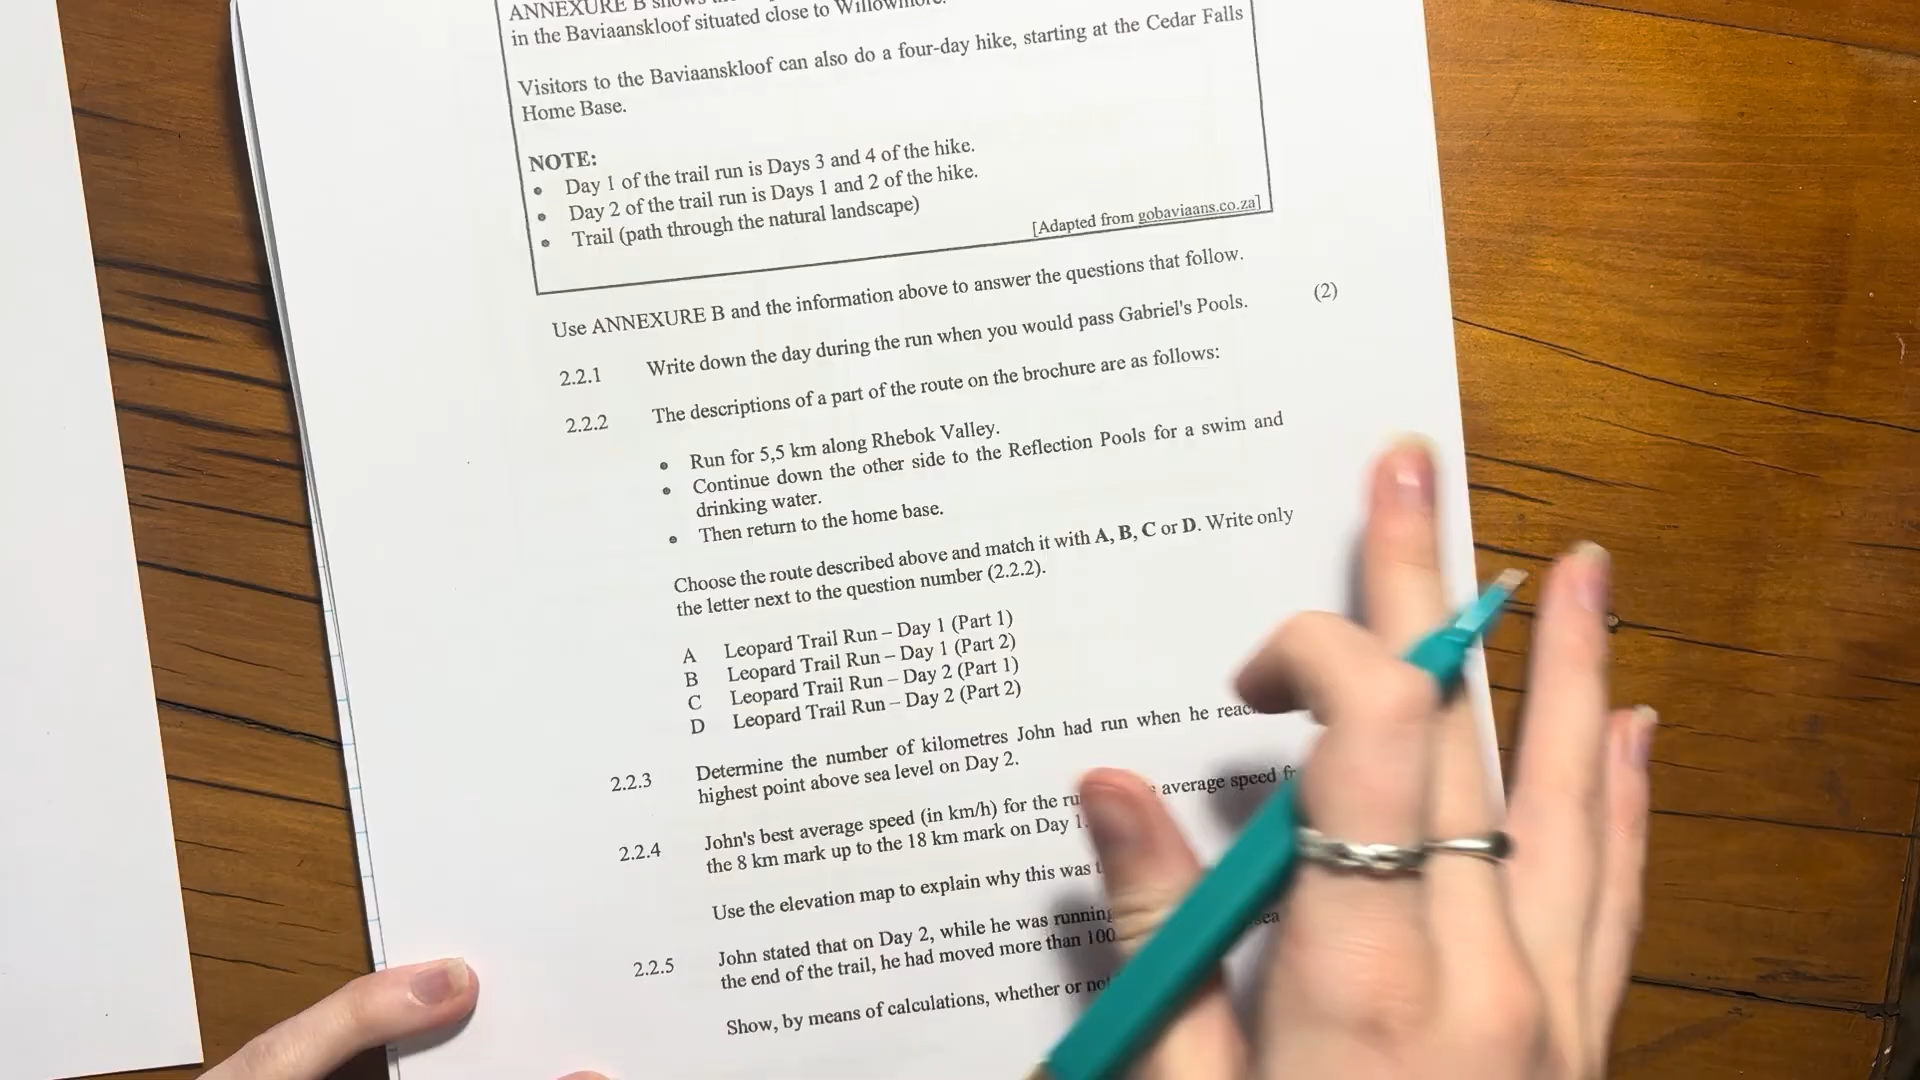 ANNEXURE B shows
in the Baviaanskloof situated close to Willowmore.
Visitors to the Baviaanskloof can also do a four-day hike, starting at the Cedar Falls
Home Base.
NOTE:
• Day 1 of the trail run is Days 3 and 4 of the hike.
• Day 2 of the trail run is Days 1 and 2 of the hike.
• Trail (path through the natural landscape)
[Adapted from gobaviaans.co.za]
Use ANNEXURE B and the information above to answer the questions that follow.
2.2.1 Write down the day during the run when you would pass Gabriel's Pools. (2)
2.2.2 The descriptions of a part of the route on the brochure are as follows:
• Run for 5,5 km along Rhebok Valley.
• Continue down the other side to the Reflection Pools for a swim and
drinking water.
• Then return to the home base.
Choose the route described above and match it with A, B, C or D. Write only
the letter next to the question number (2.2.2).
A Leopard Trail Run – Day 1 (Part 1)
B Leopard Trail Run – Day 1 (Part 2)
C Leopard Trail Run – Day 2 (Part 1)
D Leopard Trail Run – Day 2 (Part 2)
2.2.3 Determine the number of kilometres John had run when he
highest point above sea level on Day 2.
2.2.4 John's best average speed (in km/h) for the average speed
the 8 km mark up to the 18 km mark on Day 1.
Use the elevation map to explain why this was
2.2.5 John stated that on Day 2, while he was running sea
the end of the trail, he had moved more than 100
Show, by means of calculations, whether or